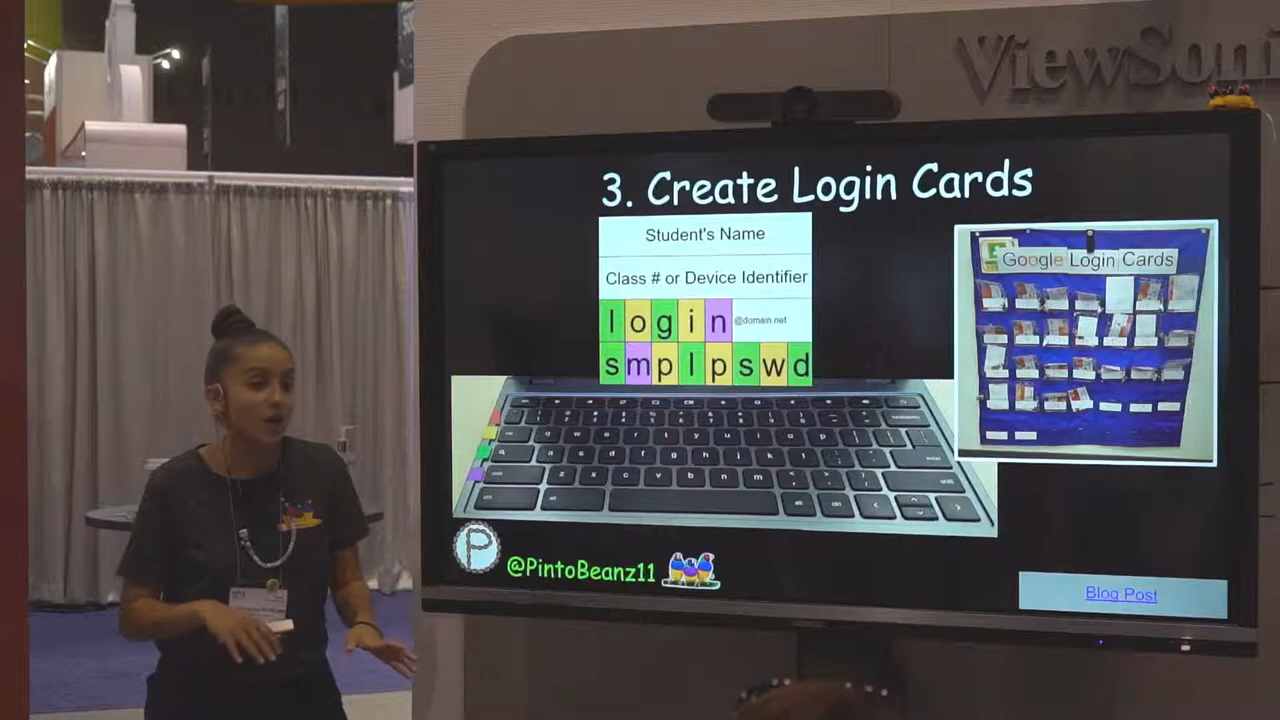 ViewSoni
3. Create Login Cards
Student's Name
Class # or Device Identifier
login @domain.net
smplpswd
Google Login Cards
P
@PintoBeanz11
Blog Post